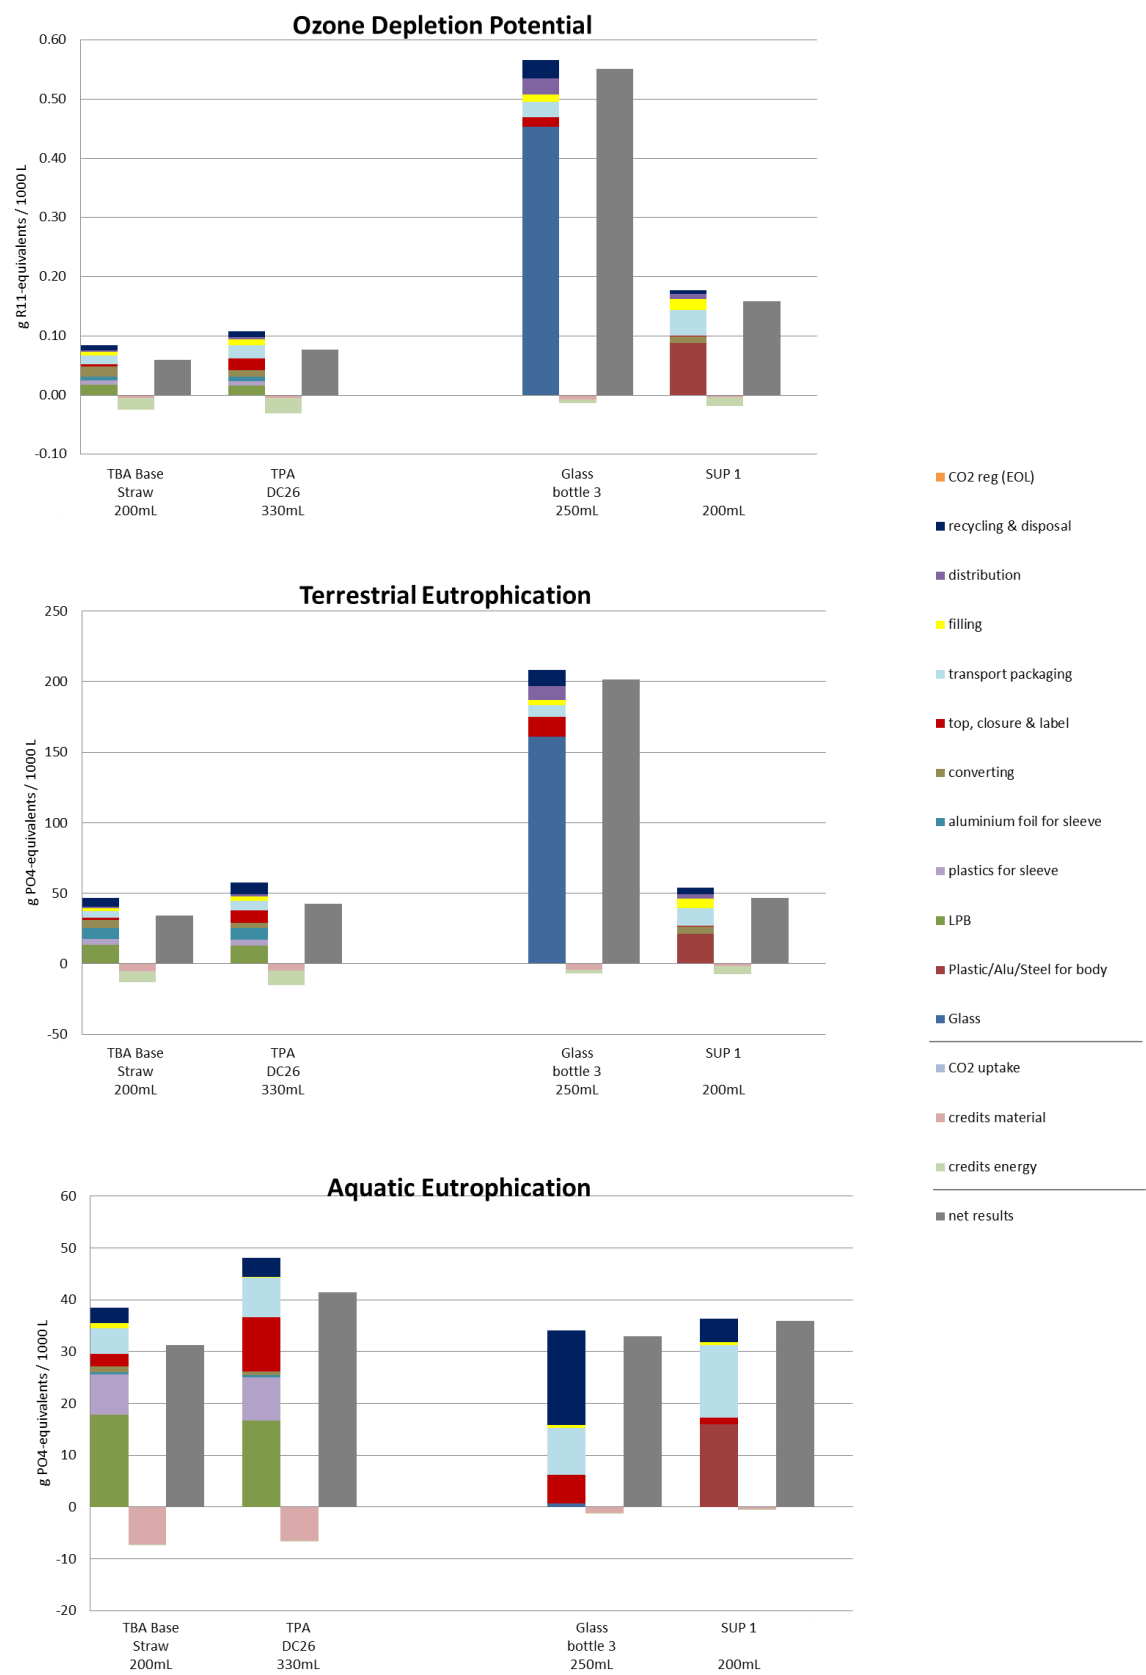 Ozone Depletion Potential
g R11-equivalents / 1000 L
0.60
0.50
0.40
0.30
0.20
0.10
0.00
-0.10
TBA Base
Straw
200mL
TPA
DC26
330mL
Glass
bottle 3
250mL
SUP 1
200mL
Terrestrial Eutrophication
g PO4-equivalents / 1000 L
250
200
150
100
50
0
-50
TBA Base
Straw
200mL
TPA
DC26
330mL
Glass
bottle 3
250mL
SUP 1
200mL
Aquatic Eutrophication
g PO4-equivalents / 1000 L
60
50
40
30
20
10
0
-10
-20
TBA Base
Straw
200mL
TPA
DC26
330mL
Glass
bottle 3
250mL
SUP 1
200mL
CO2 reg (EOL)
recycling & disposal
distribution
filling
transport packaging
top, closure & label
converting
aluminium foil for sleeve
plastics for sleeve
LPB
Plastic/Alu/Steel for body
Glass
CO2 uptake
credits material
credits energy
net results